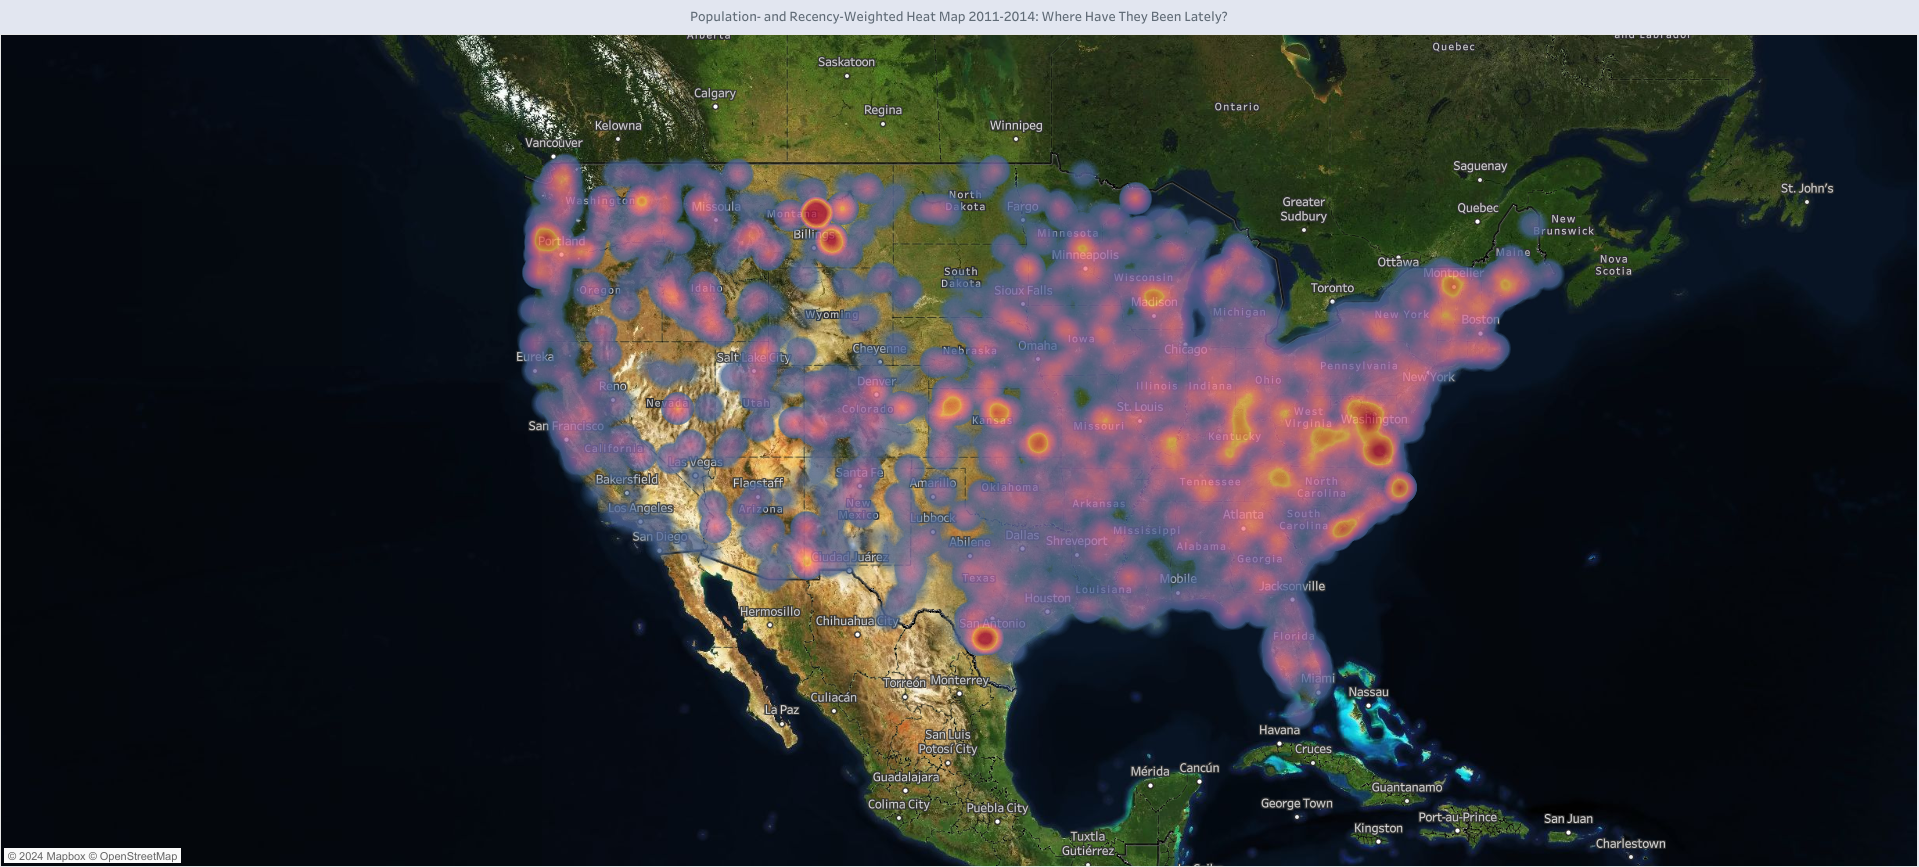 Population- and Recency-Weighted Heat Map 2011-2014: Where Have They Been Lately?
Alberta
and Labrador
Quebec
Saskatoon
Calgary
Ontario
Regina
Kelowna
Winnipeg
Vancouver
Saguenay
St. John's
Washington
Missoula
Montana
North
Dakota
Fargo
Greater
Sudbury
Quebec
New
Brunswick
Portland
Billings
Minnesota
Minneapolis
Maine
Nova
Scotia
Ottawa
Montpelier
Oregon
Idaho
South
Dakota
Sioux Falls
Wisconsin
Madison
Toronto
Wyoming
Michigan
New York
Boston
Eureka
Salt Lake City
Cheyenne
Nebraska
Omaha
Iowa
Chicago
Pennsylvania
New York
Reno
Nevada
Utah
Denver
Colorado
Kansas
Illinois
Indiana
Ohio
St. Louis
Missouri
West
Virginia
Washington
San Francisco
California
Kentucky
Las Vegas
Bakersfield
Flagstaff
Santa Fe
Amarillo
Oklahoma
Tennessee
North
Carolina
Los Angeles
Arizona
New
Mexico
Lubbock
Arkansas
Atlanta
South
Carolina
San Diego
Abilene
Dallas
Shreveport
Mississippi
Alabama
Georgia
Ciudad Juárez
Texas
Houston
Louisiana
Mobile
Jacksonville
Hermosillo
Chihuahua City
San Antonio
Florida
Miami
Nassau
Torreón
Monterrey
Culiacán
La Paz
San Luis
Potosí City
Havana
Cruces
Guadalajara
Mérida
Cancún
Guantanamo
Colima City
Puebla City
George Town
Port-au-Prince
San Juan
Kingston
Tuxtla
Gutiérrez
Charlestown
© 2024 Mapbox © OpenStreetMap